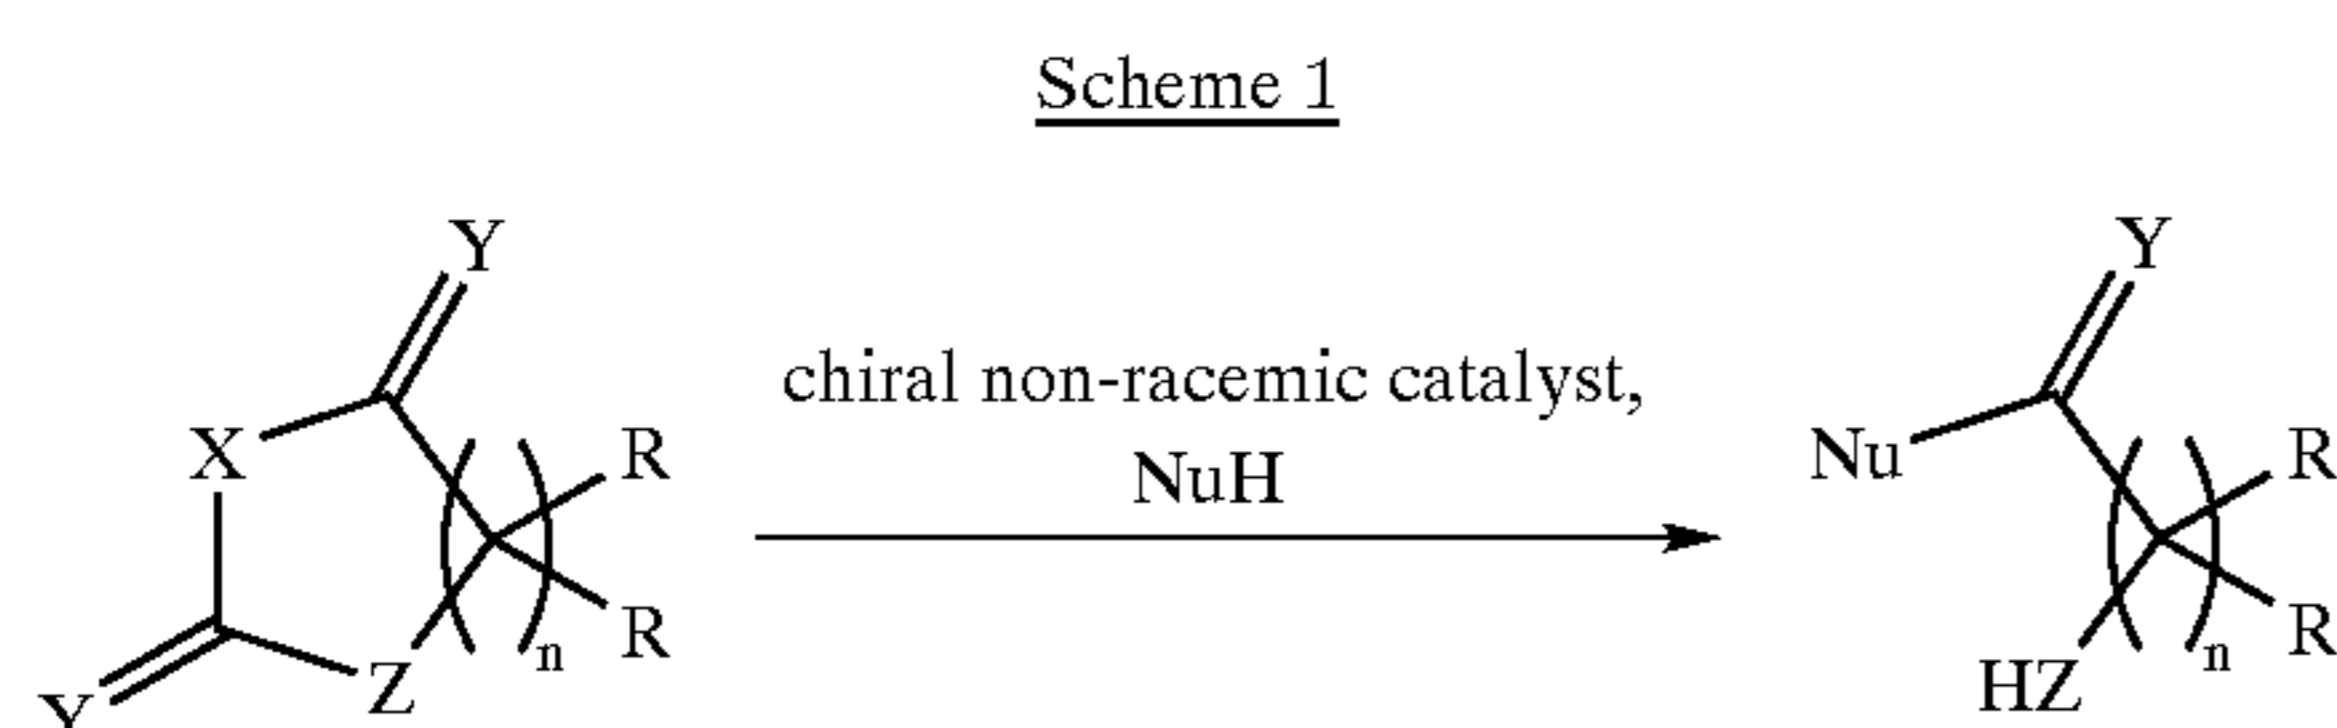 Scheme 1
Y Y
chiral non-racemic catalyst,
X R Nu R
NuH
R R
n n
Y Z HZ